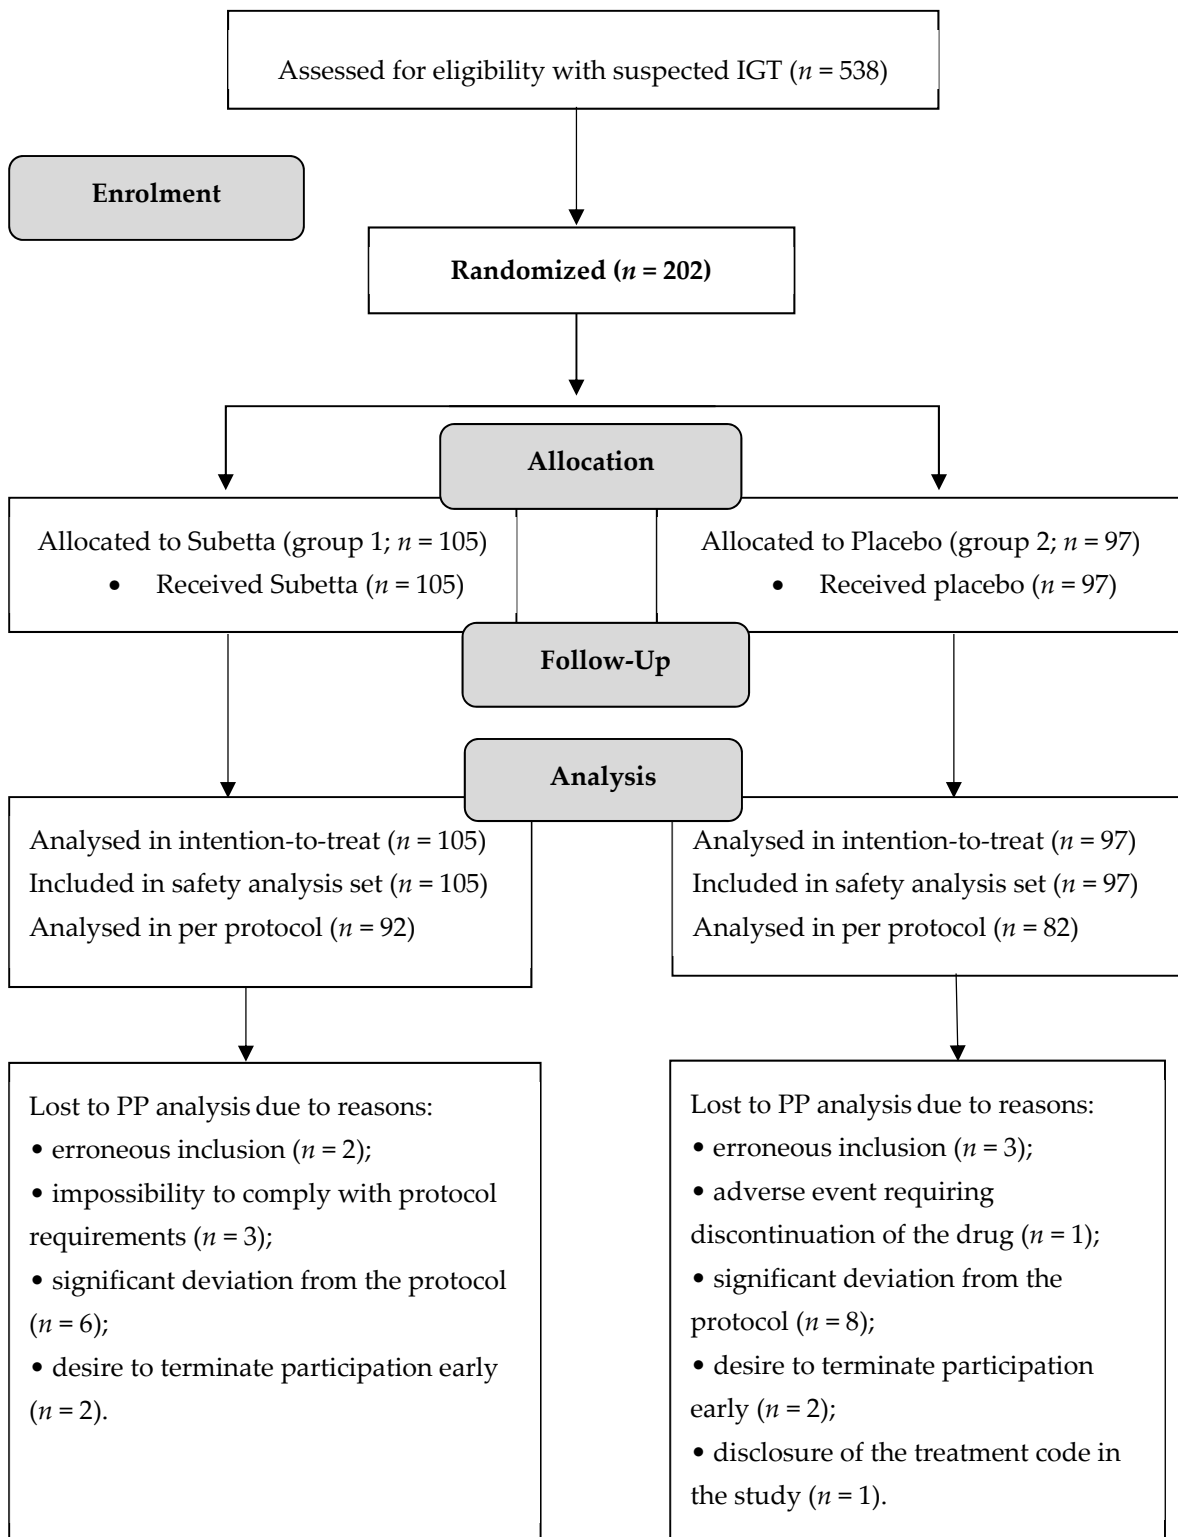 Assessed for eligibility with suspected IGT (n = 538)
Enrolment
Randomized (n = 202)
Allocation
Allocated to Subetta (group 1; n = 105)
• Received Subetta (n = 105)
Allocated to Placebo (group 2; n = 97)
• Received placebo (n = 97)
Follow-Up
Analysis
Analysed in intention-to-treat (n = 105)
Included in safety analysis set (n = 105)
Analysed in per protocol (n = 92)
Analysed in intention-to-treat (n = 97)
Included in safety analysis set (n = 97)
Analysed in per protocol (n = 82)
Lost to PP analysis due to reasons:
• erroneous inclusion (n = 2);
• impossibility to comply with protocol
requirements (n = 3);
• significant deviation from the protocol
(n = 6);
• desire to terminate participation early
(n = 2).
Lost to PP analysis due to reasons:
• erroneous inclusion (n = 3);
• adverse event requiring
discontinuation of the drug (n = 1);
• significant deviation from the
protocol (n = 8);
• desire to terminate participation
early (n = 2);
• disclosure of the treatment code in
the study (n = 1).